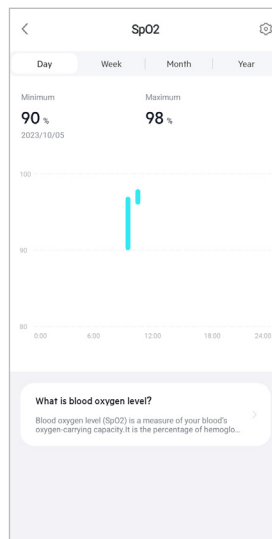 SpO2
Day Week Month Year
Minimum Maximum
90 % 98 %
2023/10/05
100
90
80
0:00 6:00 12:00 18:00 24:00
What is blood oxygen level?
Blood oxygen level (SpO2) is a measure of your blood's
oxygen-carrying capacity. It is the percentage of hemoglo...